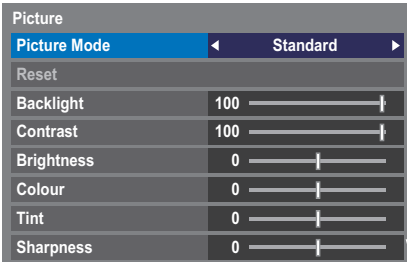 Picture
Picture Mode Standard
Reset
Backlight 100
Contrast 100
Brightness 0
Colour 0
Tint 0
Sharpness 0